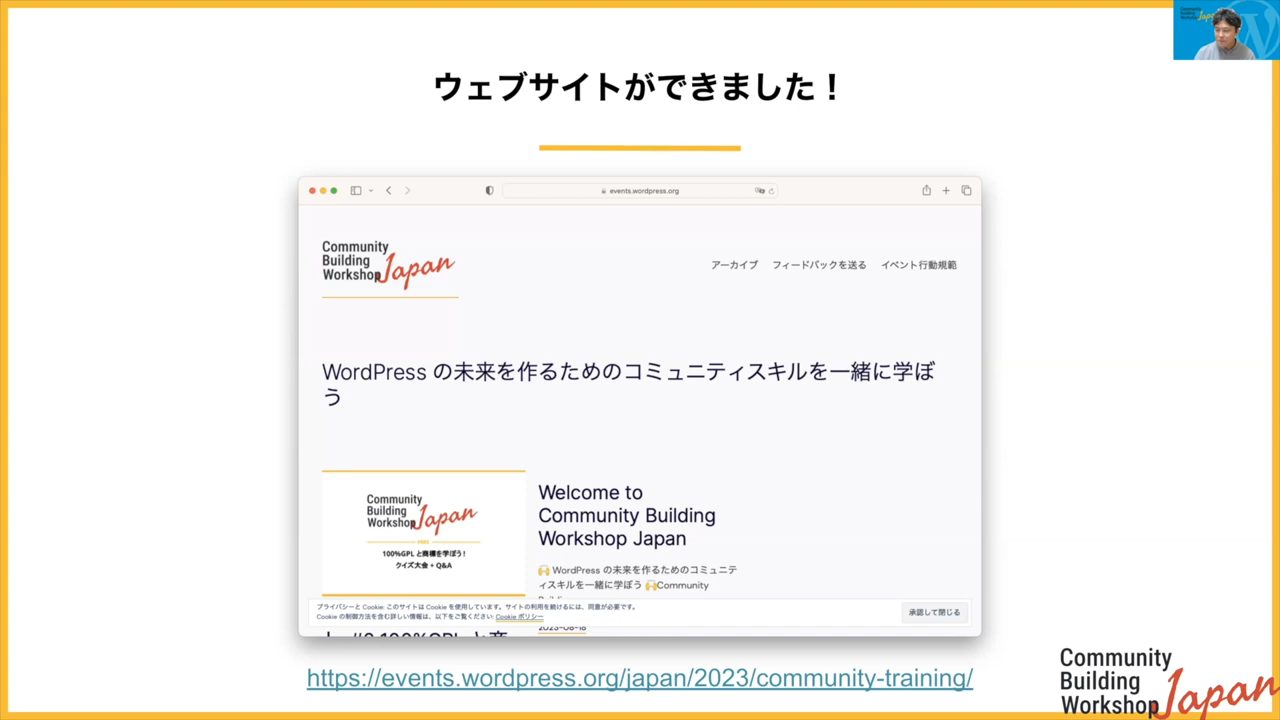 ウェブサイトができました！
events.wordpress.org
Community
Building
Workshop Japan
アーカイブ フィードバックを送る イベント行動規範
WordPress の未来を作るためのコミュニティスキルを一緒に学ぼ
う
Community
Building
Workshop Japan
100%GPL と商標を学ぼう！
クイズ大会 + Q&A
Welcome to
Community Building
Workshop Japan
🙌 WordPress の未来を作るためのコミュニテ
ィスキルを一緒に学ぼう 🙌Community
プライバシーと Cookie: このサイトは Cookie を使用しています。サイトの利用を続けるには、同意が必要です。
Cookie の制御方法を含む詳しい情報は、以下をご覧ください: Cookie ポリシー
承認して閉じる
2023-08-18
https://events.wordpress.org/japan/2023/community-training/
Community
Building
Workshop Japan